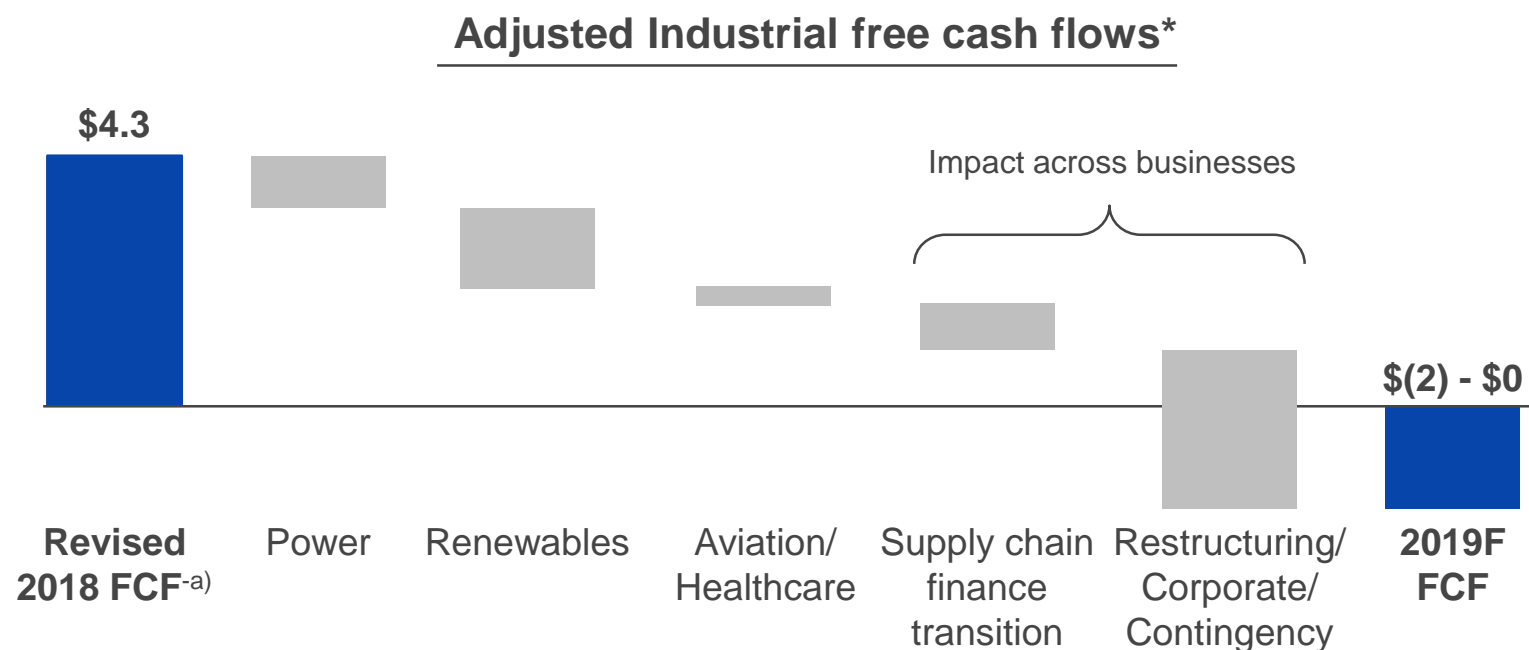 Adjusted Industrial free cash flows*
$4.3
Impact across businesses
$(2) - $0
Revised
2018 FCF-a)
Power
Renewables
Aviation/
Healthcare
Supply chain
finance
transition
Restructuring/
Corporate/
Contingency
2019F
FCF